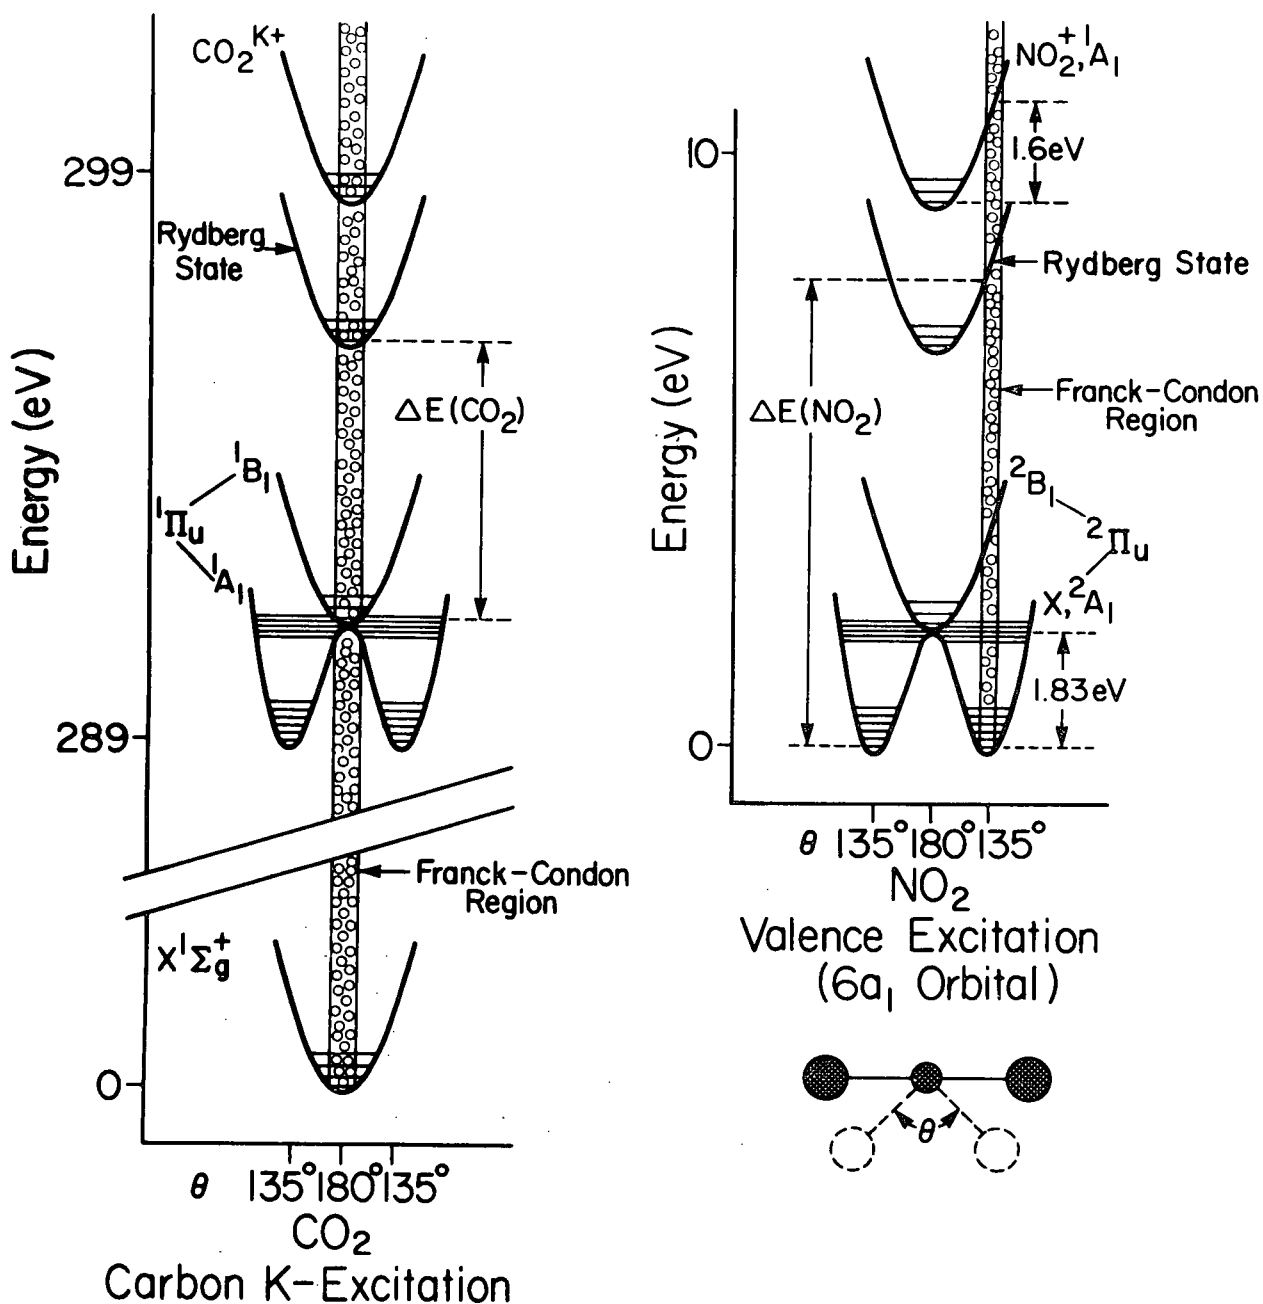 CO₂ᴷ⁺
299
Rydberg
State
ΔE(CO₂)
Energy (eV)
¹B₁
¹Πᵤ
¹A₁
289
Franck-Condon
Region
X¹Σg⁺
0
θ 135° 180° 135°
CO₂
Carbon K-Excitation
NO₂⁺,¹A₁
10
1.6eV
Rydberg State
ΔE(NO₂)
Franck-Condon
Region
Energy (eV)
²B₁
²Πᵤ
X,²A₁
1.83eV
0
θ 135° 180° 135°
NO₂
Valence Excitation
(6a₁ Orbital)
θ